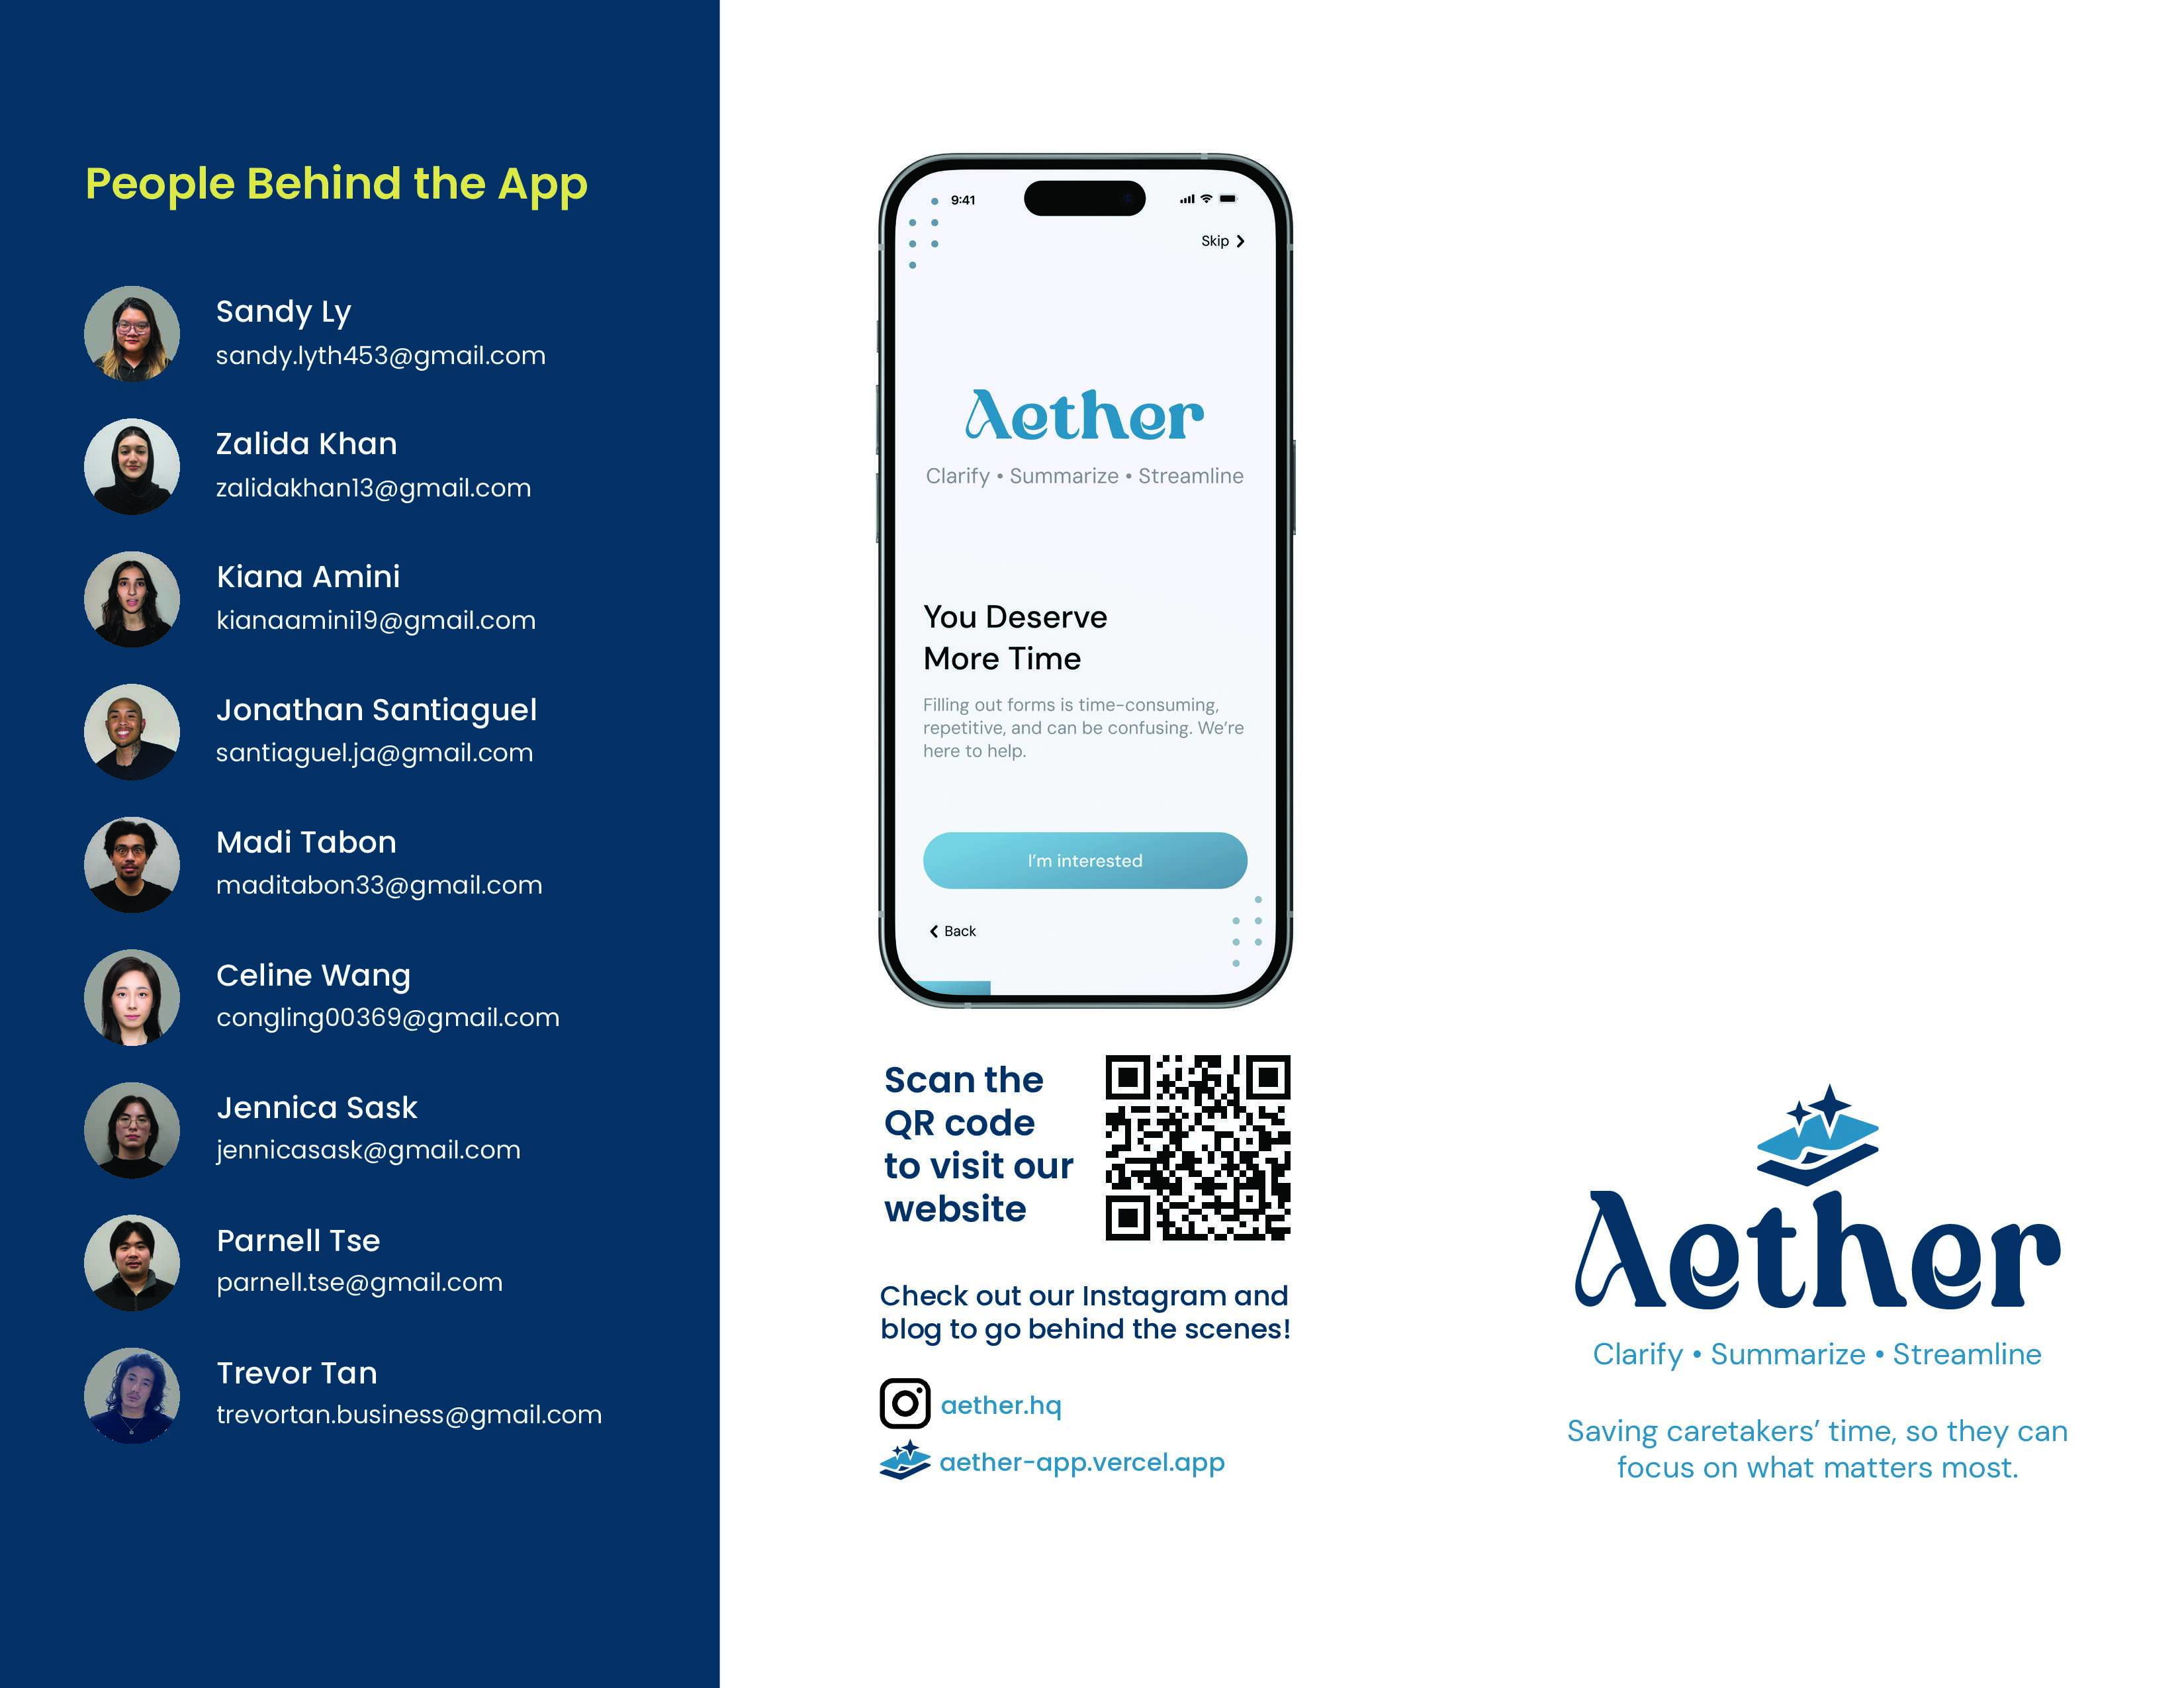 People Behind the App
Sandy Ly
sandy.lyth453@gmail.com
Zalida Khan
zalidakhan13@gmail.com
Kiana Amini
kianaamini19@gmail.com
Jonathan Santiaguel
santiaguel.ja@gmail.com
Madi Tabon
maditabon33@gmail.com
Celine Wang
congling00369@gmail.com
Jennica Sask
jennicasask@gmail.com
Parnell Tse
parnell.tse@gmail.com
Trevor Tan
trevortan.business@gmail.com
9:41
Skip
Aether
Clarify • Summarize • Streamline
You Deserve
More Time
Filling out forms is time-consuming,
repetitive, and can be confusing. We’re
here to help.
I’m interested
Back
Scan the
QR code
to visit our
website
Check out our Instagram and
blog to go behind the scenes!
aether.hq
aether-app.vercel.app
Aether
Clarify • Summarize • Streamline
Saving caretakers’ time, so they can
focus on what matters most.